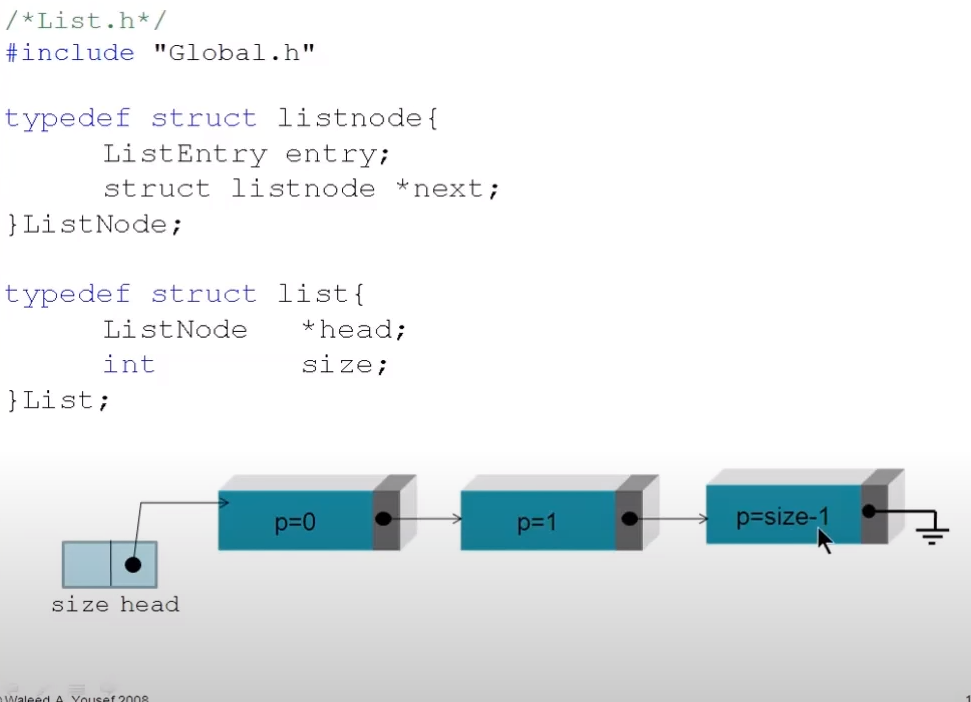 /*List.h*/
#include "Global.h"
typedef struct listnode{
ListEntry entry;
struct listnode *next;
}ListNode;
typedef struct list{
ListNode *head;
int size;
}List;
p=0
p=1
p=size-1
size head
Waleed A. Yousef 2008
1